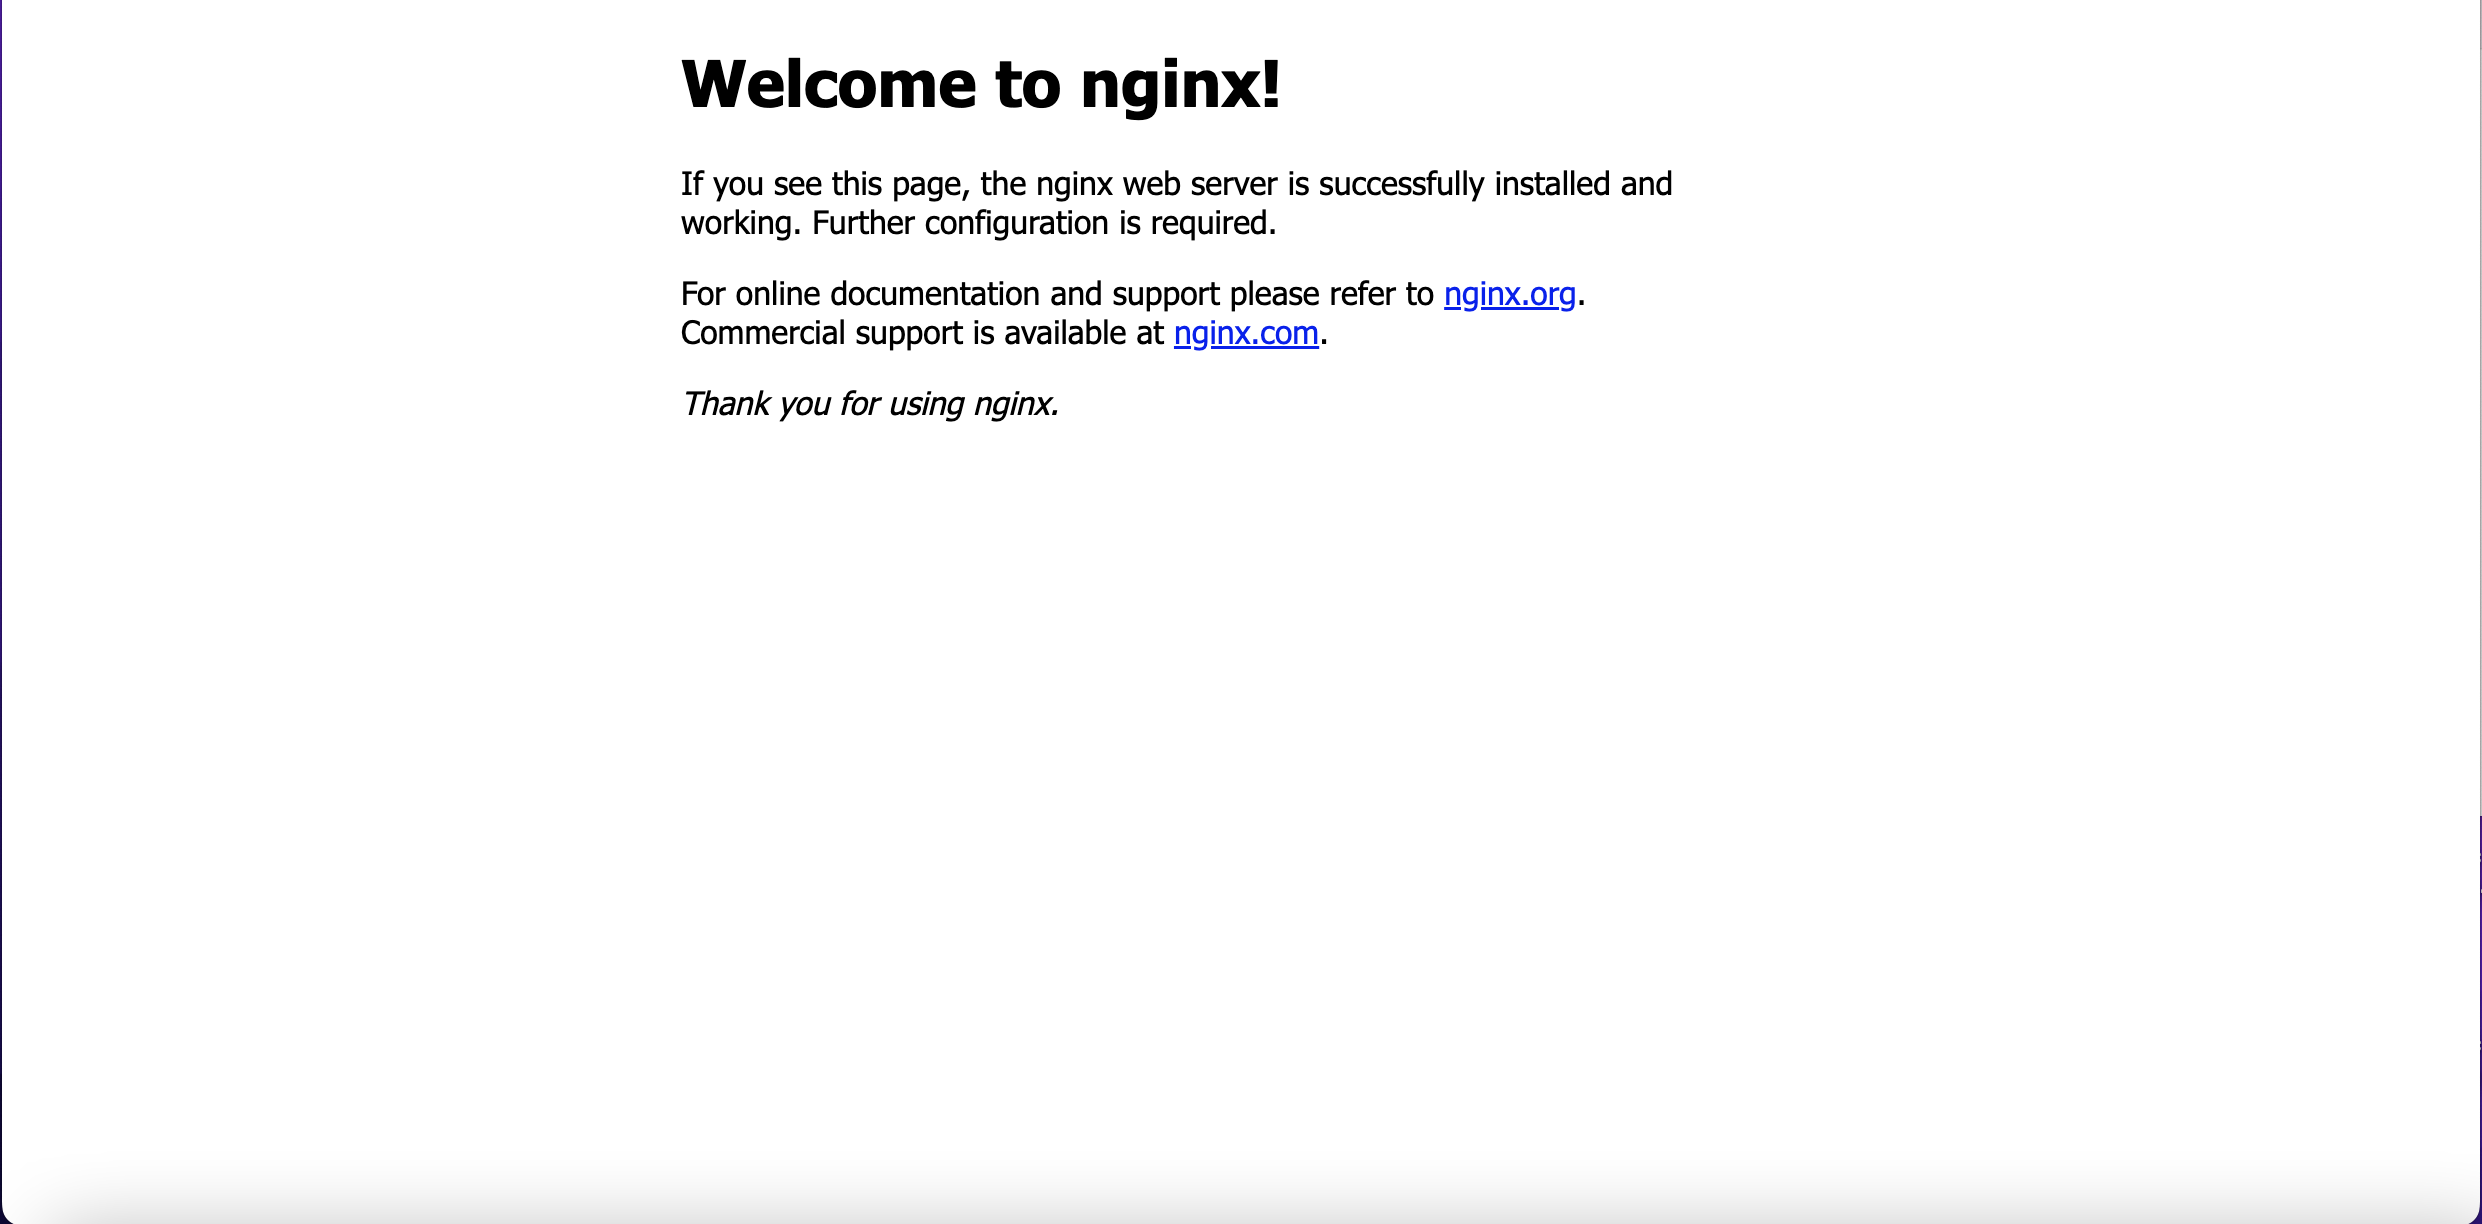 Welcome to nginx!
If you see this page, the nginx web server is successfully installed and
working. Further configuration is required.
For online documentation and support please refer to nginx.org.
Commercial support is available at nginx.com.
Thank you for using nginx.